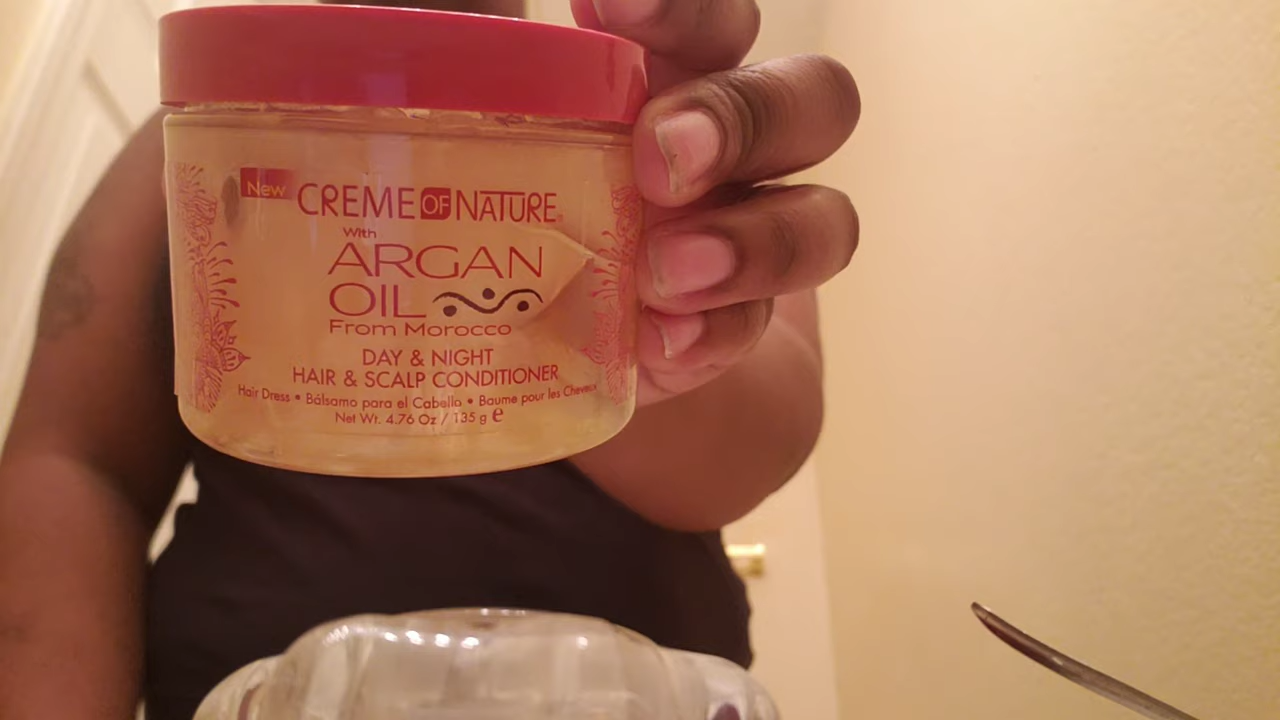 New CREME OF NATURE®
With
ARGAN
OIL
From Morocco
DAY & NIGHT
HAIR & SCALP CONDITIONER
Hair Dress • Bálsamo para el Cabello • Baume pour les Cheveux
Net Wt. 4.76 Oz / 135 g e